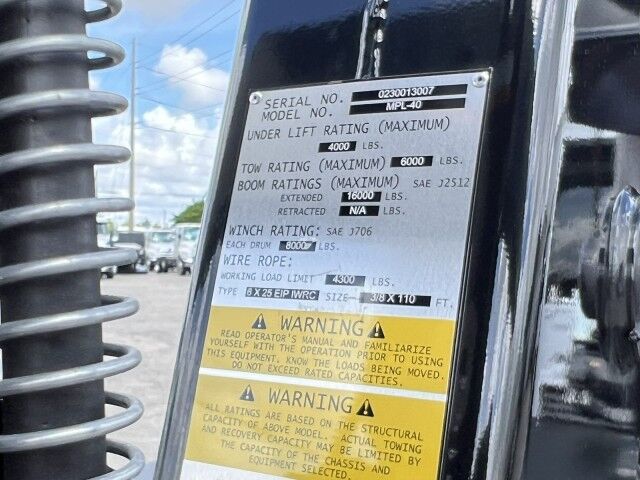 SERIAL NO. 0230013007
MODEL NO. MPL-40
UNDER LIFT RATING (MAXIMUM)
4000 LBS.
TOW RATING (MAXIMUM) 6000 LBS.
BOOM RATINGS (MAXIMUM) SAE J2512
EXTENDED 16000 LBS.
RETRACTED N/A LBS.
WINCH RATING: SAE J706
EACH DRUM 8000 LBS.
WIRE ROPE:
WORKING LOAD LIMIT 4300 LBS.
TYPE 6 X 25 EIP IWRC SIZE 3/8 X 110 FT.
WARNING
READ OPERATOR'S MANUAL AND FAMILIARIZE
YOURSELF WITH THE OPERATION PRIOR TO USING
THIS EQUIPMENT. KNOW THE LOADS BEING MOVED.
DO NOT EXCEED RATED CAPACITIES.
WARNING
ALL RATINGS ARE BASED ON THE STRUCTURAL
CAPACITY OF ABOVE MODEL. ACTUAL TOWING
AND RECOVERY CAPACITY MAY BE LIMITED BY
THE CAPACITY OF THE CHASSIS AND
EQUIPMENT SELECTED.